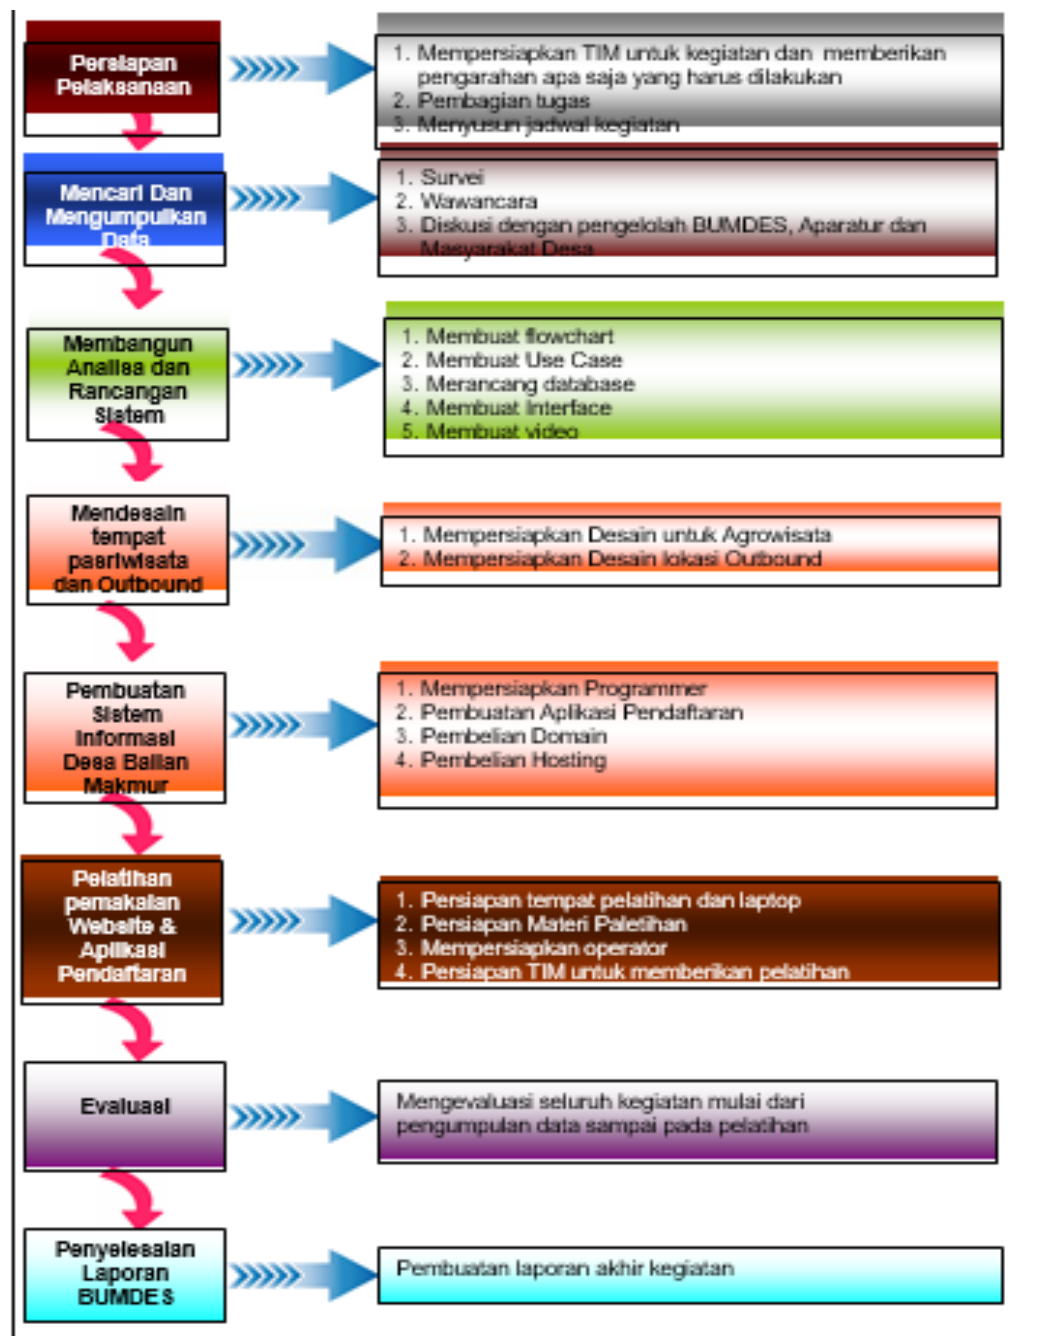 Persiapan
Pelaksanaan
1. Mempersiapkan TIM untuk kegiatan dan memberikan
pengarahan apa saja yang harus dilakukan
2. Pembagian tugas
3. Menyusun jadwal kegiatan
Mencari Dan
Mengumpulkan
Data
1. Survei
2. Wawancara
3. Diskusi dengan pengelolah BUMDES, Aparatur dan
Masyarakat Desa
Membangun
Analisa dan
Rancangan
Sistem
1. Membuat flowchart
2. Membuat Use Case
3. Merancang database
4. Membuat Interface
5. Membuat video
Mendesain
tempat
pasriwisata
dan Outbound
1. Mempersiapkan Desain untuk Agrowisata
2. Mempersiapkan Desain lokasi Outbound
Pembuatan
Sistem
Informasi
Desa Balian
Makmur
1. Mempersiapkan Programmer
2. Pembuatan Aplikasi Pendaftaran
3. Pembelian Domain
4. Pembelian Hosting
Pelatihan
pemakaian
Website &
Aplikasi
Pendaftaran
1. Persiapan tempat pelatihan dan laptop
2. Persiapan Materi Paletihan
3. Mempersiapkan operator
4. Persiapan TIM untuk memberikan pelatihan
Evaluasi
Mengevaluasi seluruh kegiatan mulai dari
pengumpulan data sampai pada pelatihan
Penyelesaian
Laporan
BUMDES
Pembuatan laporan akhir kegiatan